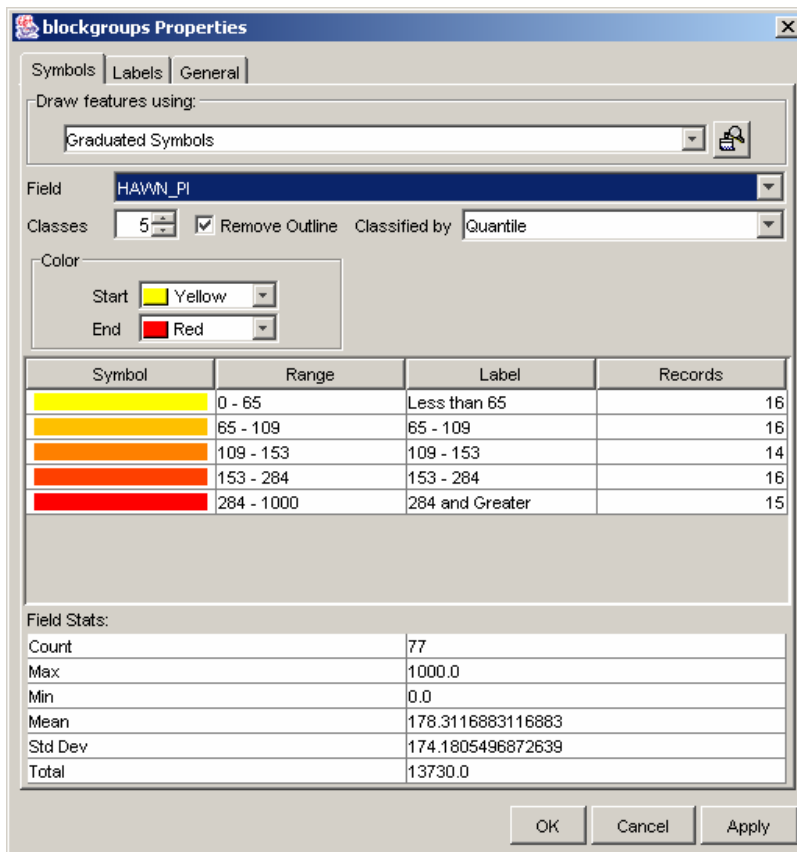 blockgroups Properties
Symbols Labels General
Draw features using:
Graduated Symbols
Field HAWN_PI
Classes 5 Remove Outline Classified by Quantile
Color
Start Yellow
End Red
Symbol Range Label Records
0 - 65 Less than 65 16
65 - 109 65 - 109 16
109 - 153 109 - 153 14
153 - 284 153 - 284 16
284 - 1000 284 and Greater 15
Field Stats:
Count 77
Max 1000.0
Min 0.0
Mean 178.3116883116883
Std Dev 174.1805496872639
Total 13730.0
OK Cancel Apply